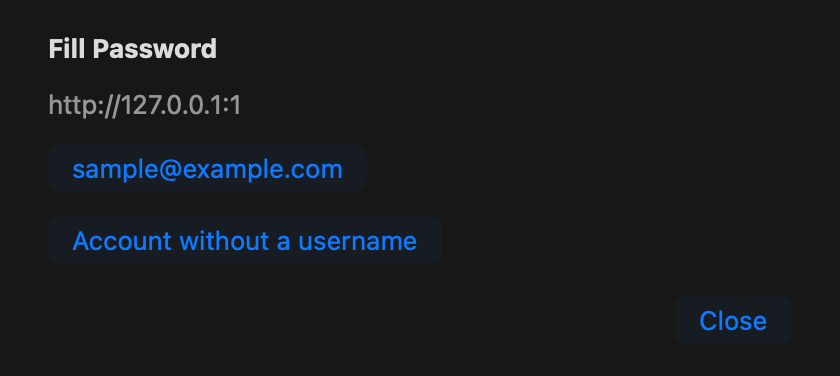 Fill Password
http://127.0.0.1:1
sample@example.com
Account without a username
Close